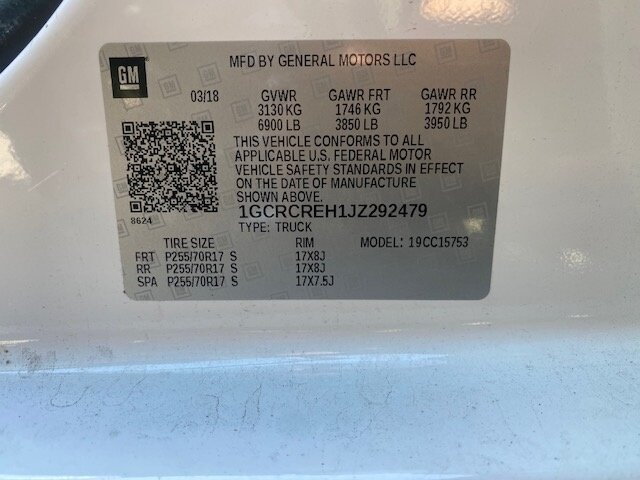 GM
MFD BY GENERAL MOTORS LLC
03/18 GVWR GAWR FRT GAWR RR
3130 KG 1746 KG 1792 KG
6900 LB 3850 LB 3950 LB
THIS VEHICLE CONFORMS TO ALL
APPLICABLE U.S. FEDERAL MOTOR
VEHICLE SAFETY STANDARDS IN EFFECT
ON THE DATE OF MANUFACTURE
SHOWN ABOVE.
8624
1GCRCREH1JZ292479
TYPE: TRUCK
TIRE SIZE RIM MODEL: 19CC15753
FRT P255/70R17 S 17X8J
RR P255/70R17 S 17X8J
SPA P255/70R17 S 17X7.5J